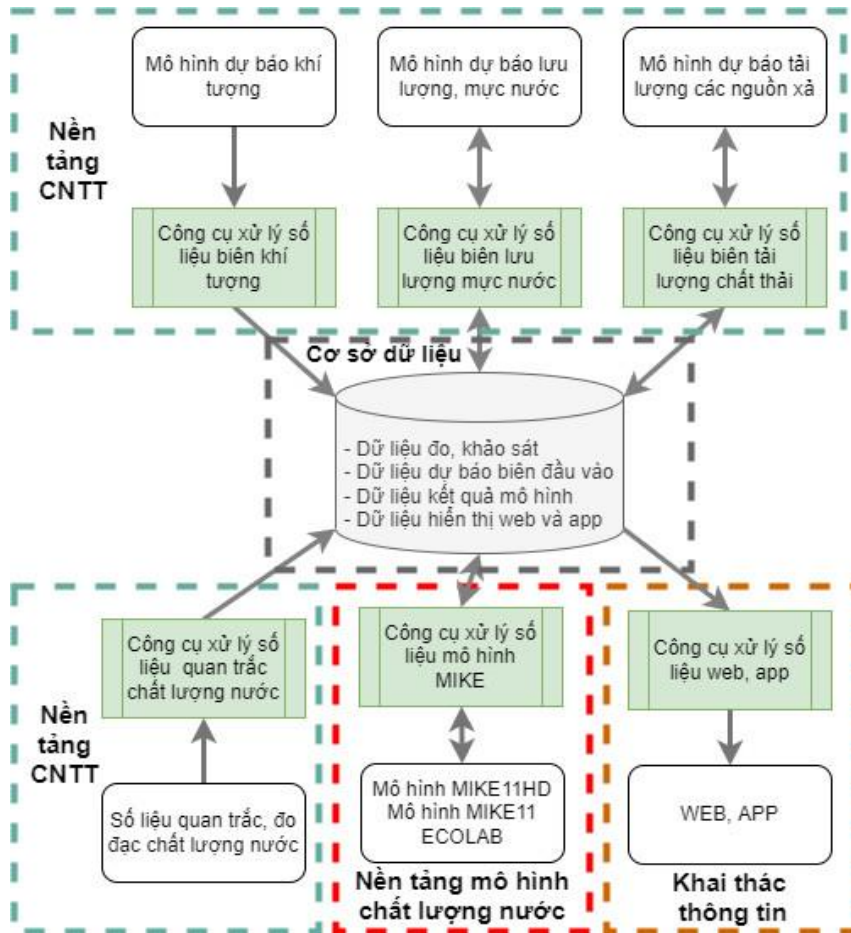 Mô hình dự báo khí
tượng
Mô hình dự báo lưu
lượng, mực nước
Mô hình dự báo tải
lượng các nguồn xả
Nền
tảng
CNTT
Công cụ xử lý số
liệu biên khí
tượng
Công cụ xử lý số
liệu biên lưu
lượng mực nước
Công cụ xử lý số
liệu biên tải
lượng chất thải
Cơ sở dữ liệu
- Dữ liệu đo, khảo sát
- Dữ liệu dự báo biên đầu vào
- Dữ liệu kết quả mô hình
- Dữ liệu hiển thị web và app
Công cụ xử lý số
liệu quan trắc
chất lượng nước
Công cụ xử lý số
liệu mô hình
MIKE
Công cụ xử lý số
liệu web, app
Nền
tảng
CNTT
Số liệu quan trắc, đo
đạc chất lượng nước
Mô hình MIKE11HD
Mô hình MIKE11
ECOLAB
WEB, APP
Nền tảng mô hình
chất lượng nước
Khai thác
thông tin